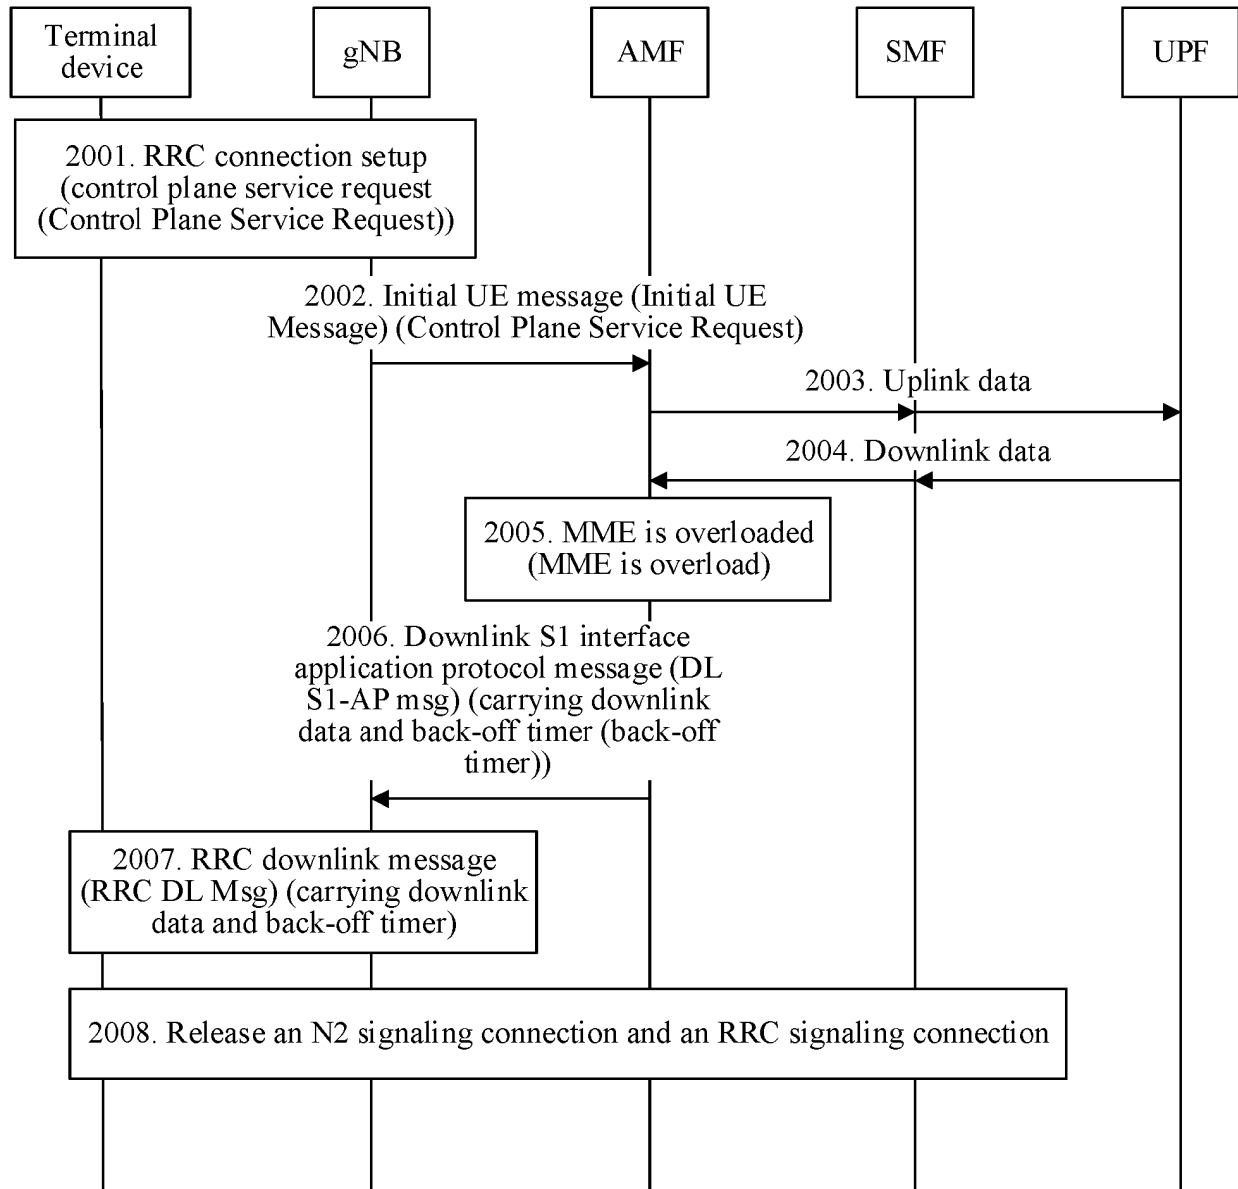 Terminal
device
gNB
AMF
SMF
UPF
2001. RRC connection setup
(control plane service request
(Control Plane Service Request))
2002. Initial UE message (Initial UE
Message) (Control Plane Service Request)
2003. Uplink data
2004. Downlink data
2005. MME is overloaded
(MME is overload)
2006. Downlink S1 interface
application protocol message (DL
S1-AP msg) (carrying downlink
data and back-off timer (back-off
timer))
2007. RRC downlink message
(RRC DL Msg) (carrying downlink
data and back-off timer)
2008. Release an N2 signaling connection and an RRC signaling connection